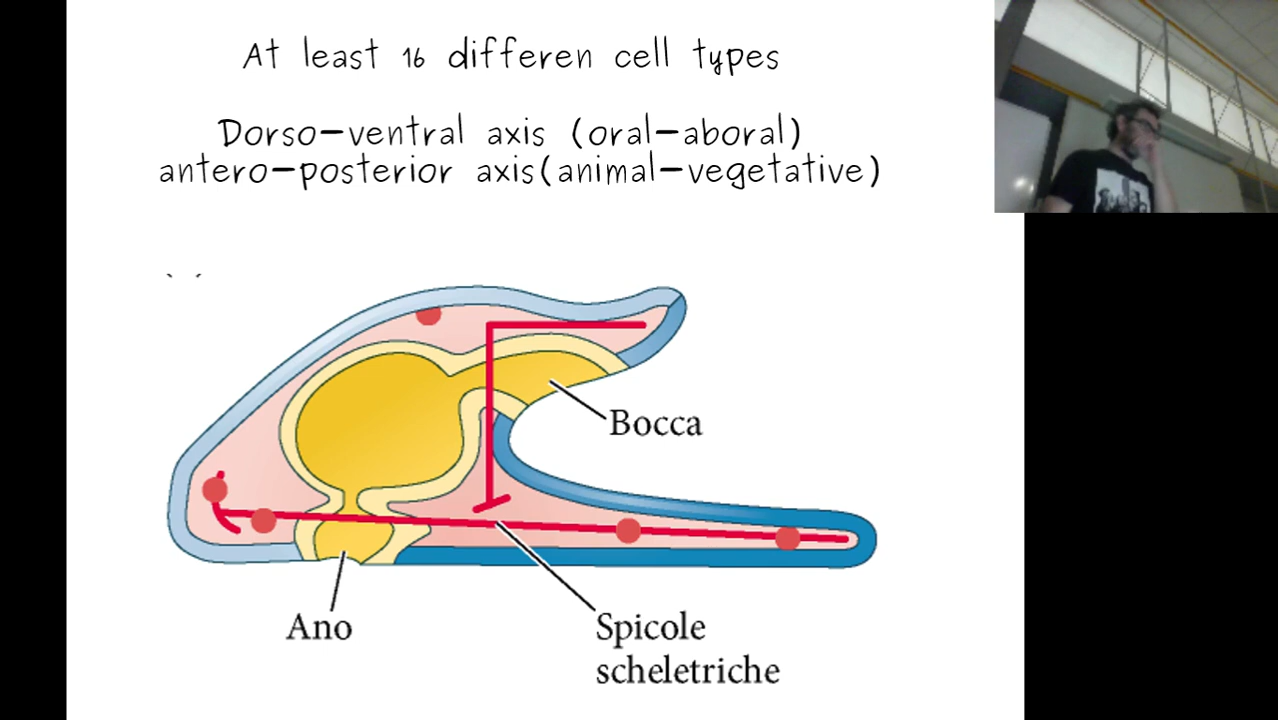 At least 16 differen cell types
Dorso-ventral axis (oral-aboral)
antero-posterior axis(animal-vegetative)
Bocca
Ano
Spicole
scheletriche